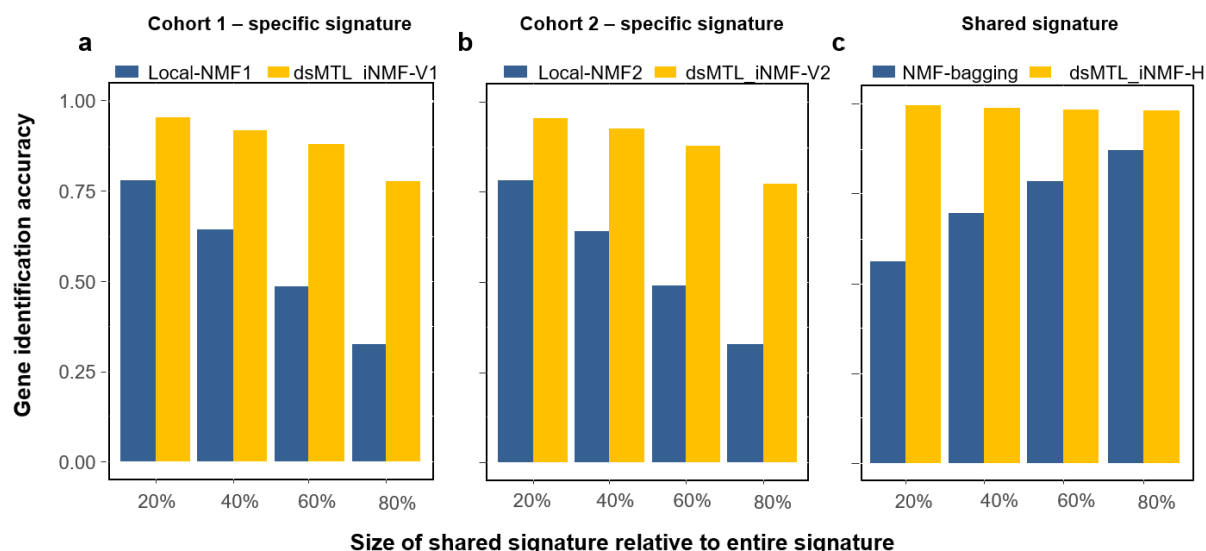 Cohort 1 – specific signature
Cohort 2 – specific signature
Shared signature
a
b
c
Local-NMF1 dsMTL_iNMF-V1
Local-NMF2 dsMTL_iNMF-V2
NMF-bagging dsMTL_iNMF-H
Gene identification accuracy
1.00
0.75
0.50
0.25
0.00
20% 40% 60% 80%
20% 40% 60% 80%
20% 40% 60% 80%
Size of shared signature relative to entire signature